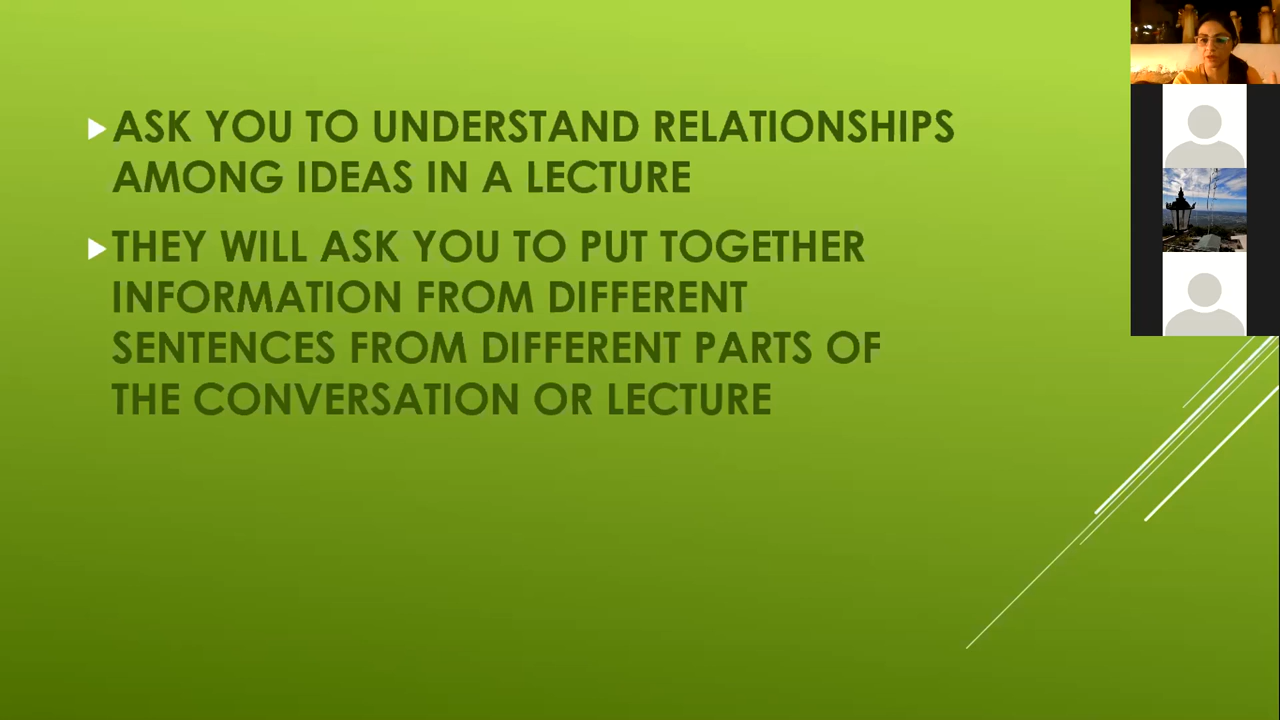 ASK YOU TO UNDERSTAND RELATIONSHIPS
AMONG IDEAS IN A LECTURE
THEY WILL ASK YOU TO PUT TOGETHER
INFORMATION FROM DIFFERENT
SENTENCES FROM DIFFERENT PARTS OF
THE CONVERSATION OR LECTURE